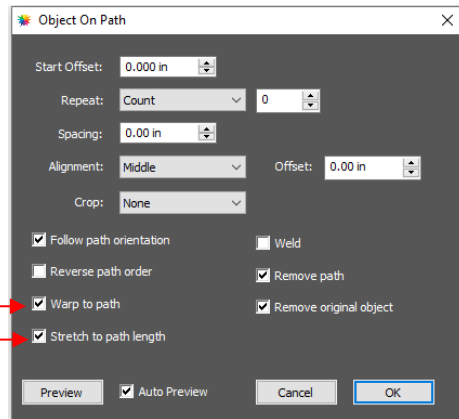 Object On Path
Start Offset: 0.000 in
Repeat: Count 0
Spacing: 0.00 in
Alignment: Middle Offset: 0.00 in
Crop: None
Follow path orientation Weld
Reverse path order Remove path
Warp to path Remove original object
Stretch to path length
Preview Auto Preview Cancel OK